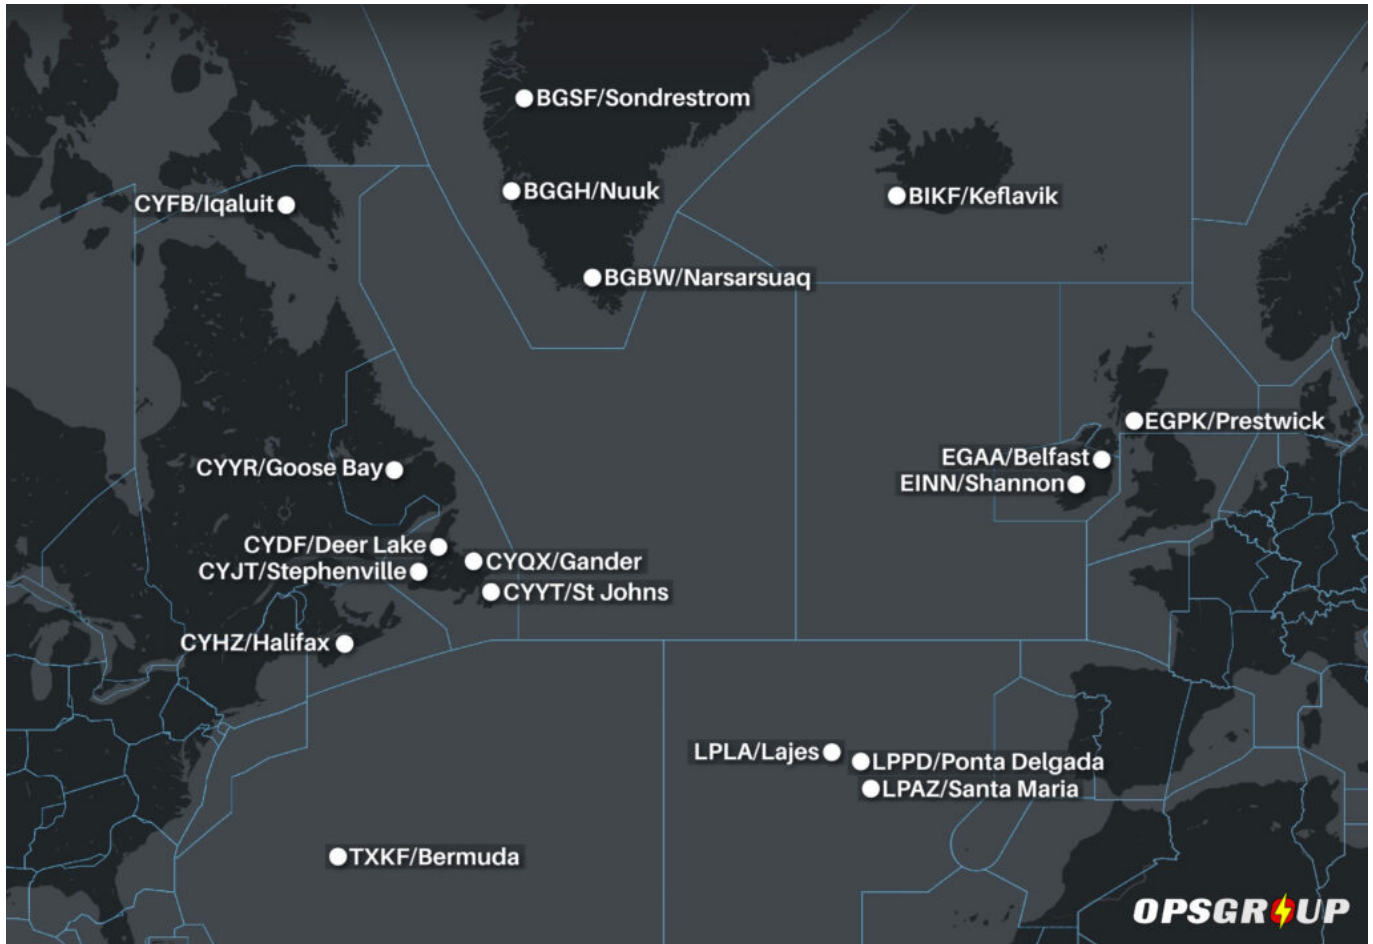 BGSF/Sondrestrom
BGGH/Nuuk
BIKF/Keflavik
CYFB/Iqaluit
BGBW/Narsarsuaq
EGPK/Prestwick
EGAA/Belfast
CYYR/Goose Bay
EINN/Shannon
CYDF/Deer Lake
CYQX/Gander
CYJT/Stephenville
CYYT/St Johns
CYHZ/Halifax
LPLA/Lajes
LPPD/Ponta Delgada
LPAZ/Santa Maria
TXKF/Bermuda
OPSGROUP